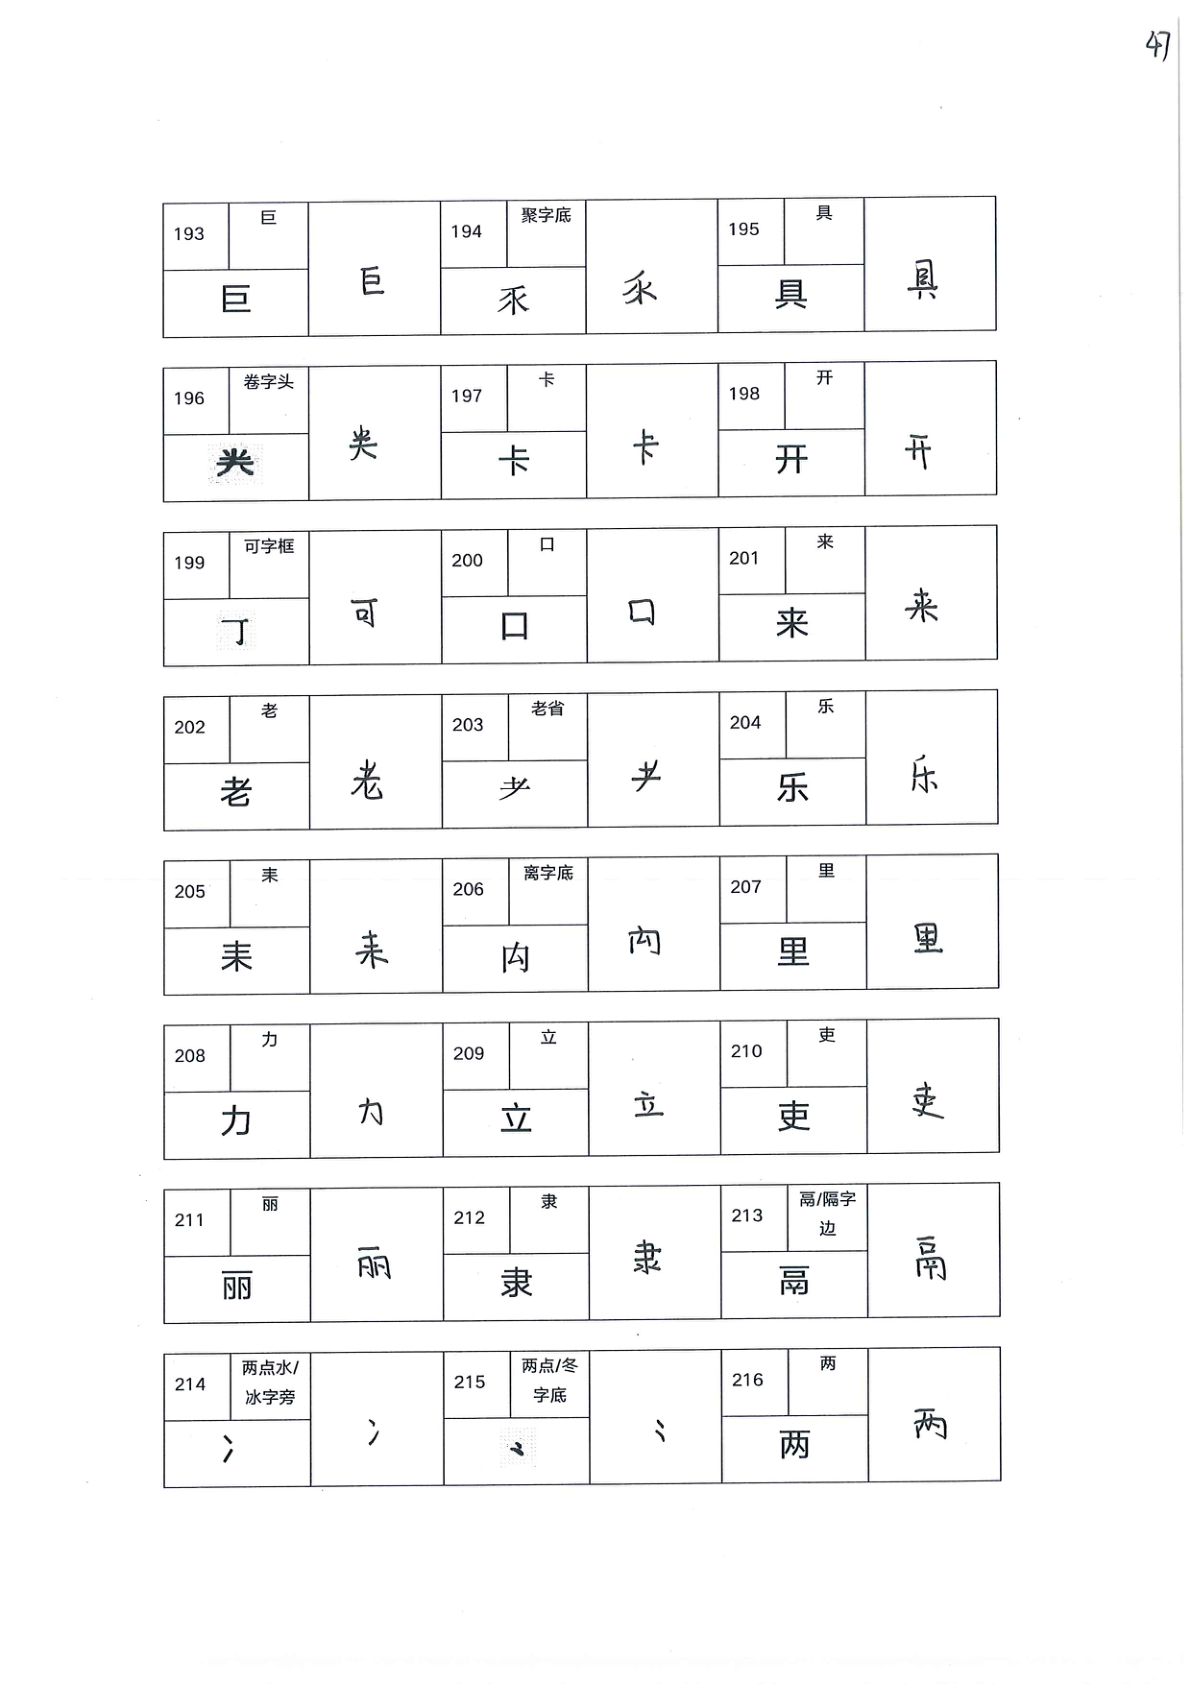 47
193 巨 巨 194 聚字底 乑 195 具 具
巨 乑 具
196 卷字头 龹 197 卡 卡 198 开 开
龹 卡 开
199 可字框 可 200 口 口 201 来 来
丁 口 来
202 老 老 203 老省 耂 204 乐 乐
老 耂 乐
205 耒 耒 206 离字底 禸 207 里 里
耒 禸 里
208 力 力 209 立 立 210 吏 吏
力 立 吏
211 丽 丽 212 隶 隶 213 鬲/隔字边 鬲
丽 隶 鬲
214 两点水/冰字旁 冫 215 两点/冬字底 ⺀ 216 两 两
冫 ⺀ 两